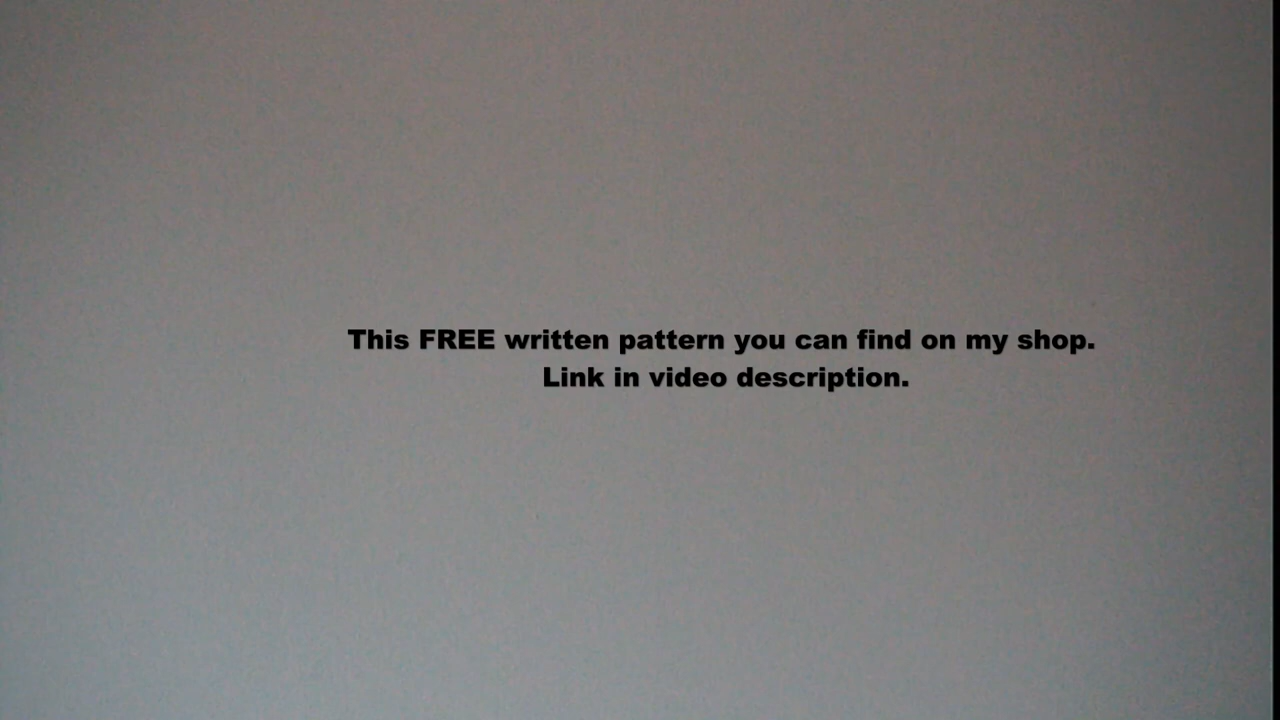 This FREE written pattern you can find on my shop.
Link in video description.